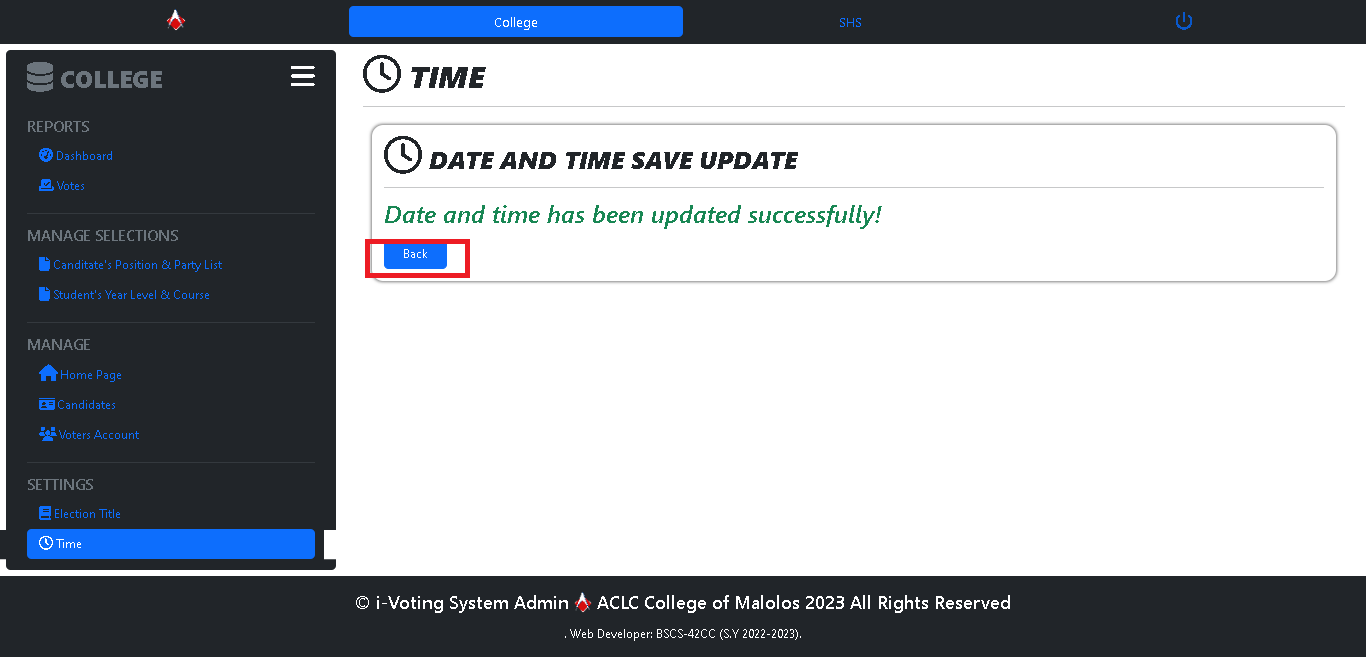 College
SHS
COLLEGE
REPORTS
Dashboard
Votes
MANAGE SELECTIONS
Canditate's Position & Party List
Student's Year Level & Course
MANAGE
Home Page
Candidates
Voters Account
SETTINGS
Election Title
Time
TIME
DATE AND TIME SAVE UPDATE
Date and time has been updated successfully!
Back
© i-Voting System Admin ACLC College of Malolos 2023 All Rights Reserved
. Web Developer: BSCS-42CC (S.Y 2022-2023).